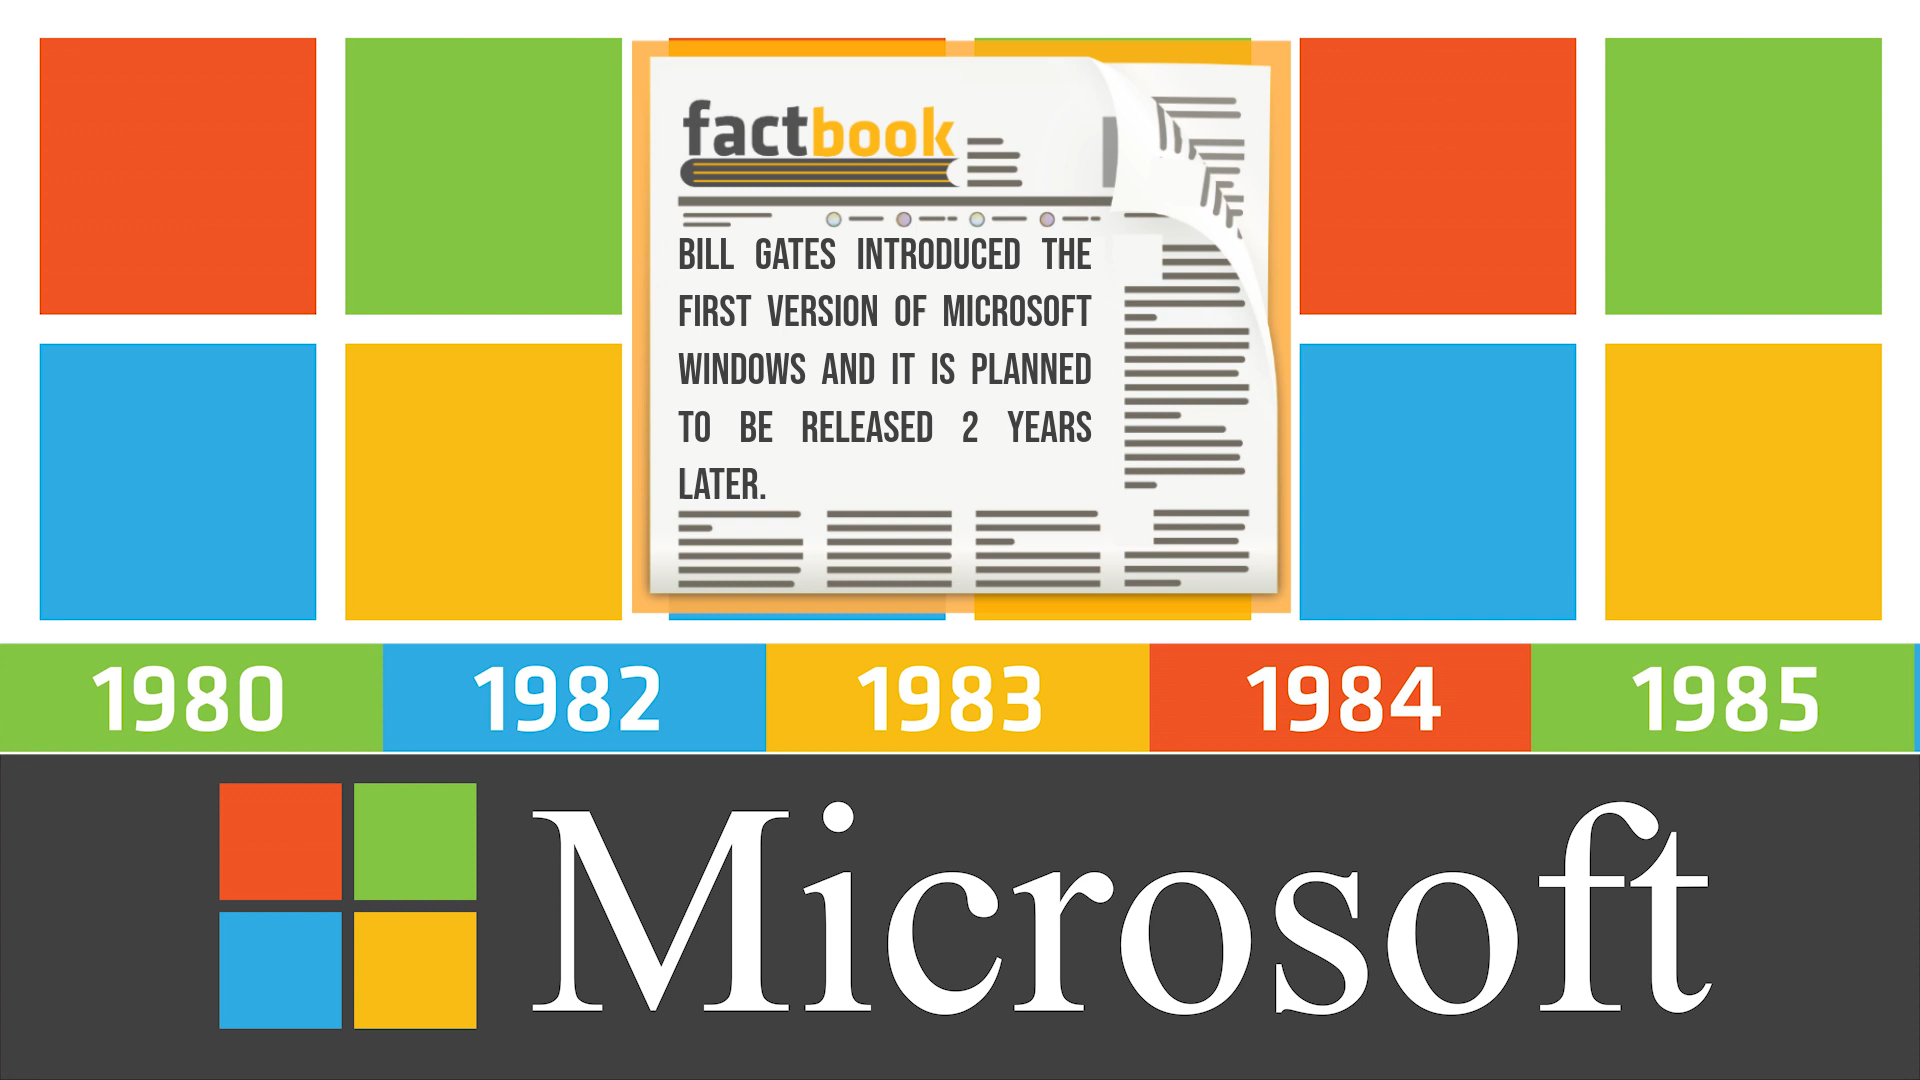 factbook
BILL GATES INTRODUCED THE
FIRST VERSION OF MICROSOFT
WINDOWS AND IT IS PLANNED
TO BE RELEASED 2 YEARS
LATER.
1980 1982 1983 1984 1985
Microsoft